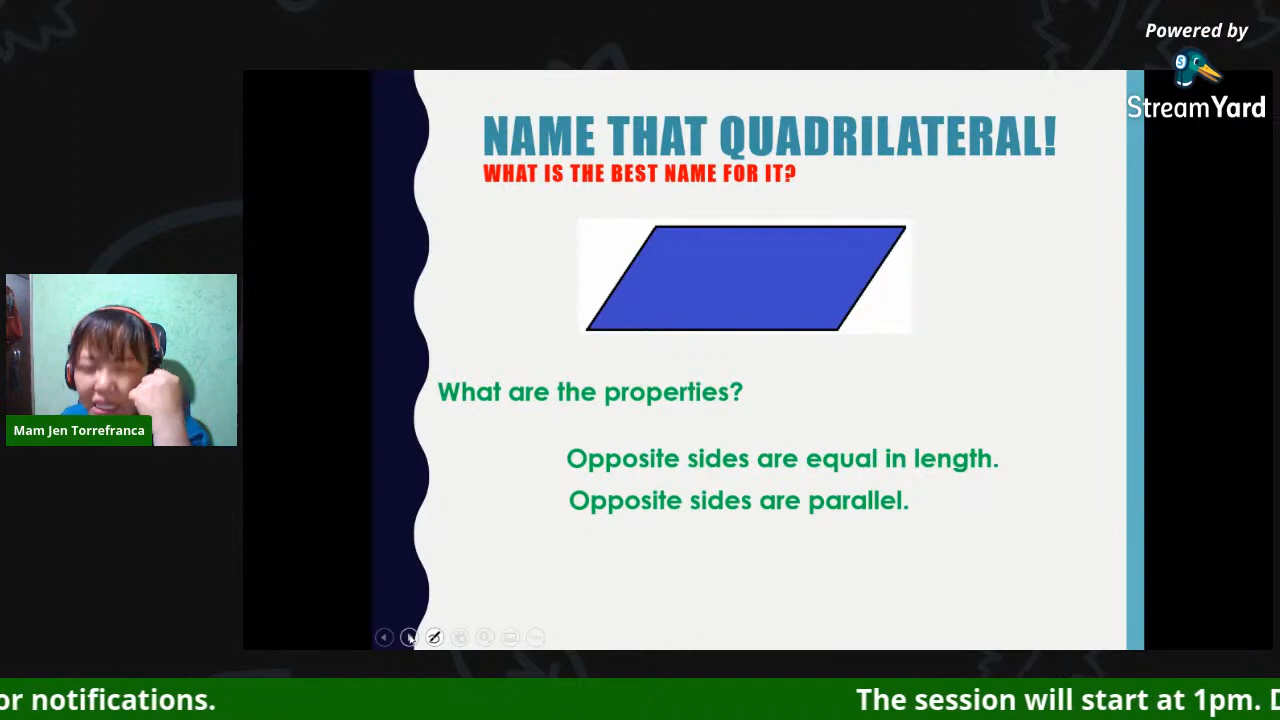 Powered by
StreamYard
NAME THAT QUADRILATERAL!
WHAT IS THE BEST NAME FOR IT?
What are the properties?
Opposite sides are equal in length.
Opposite sides are parallel.
Mam Jen Torrefranca
or notifications.
The session will start at 1pm. D